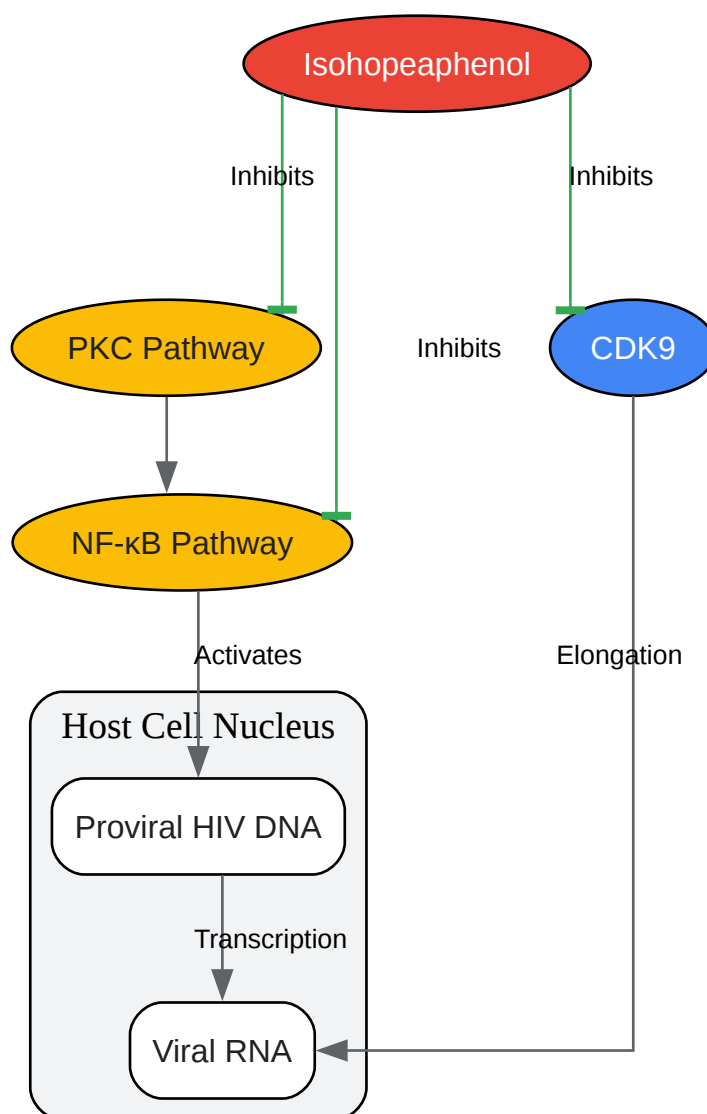 Isohopeaphenol
Inhibits
Inhibits
PKC Pathway
Inhibits
CDK9
NF-κB Pathway
Activates
Elongation
Host Cell Nucleus
Proviral HIV DNA
Transcription
Viral RNA